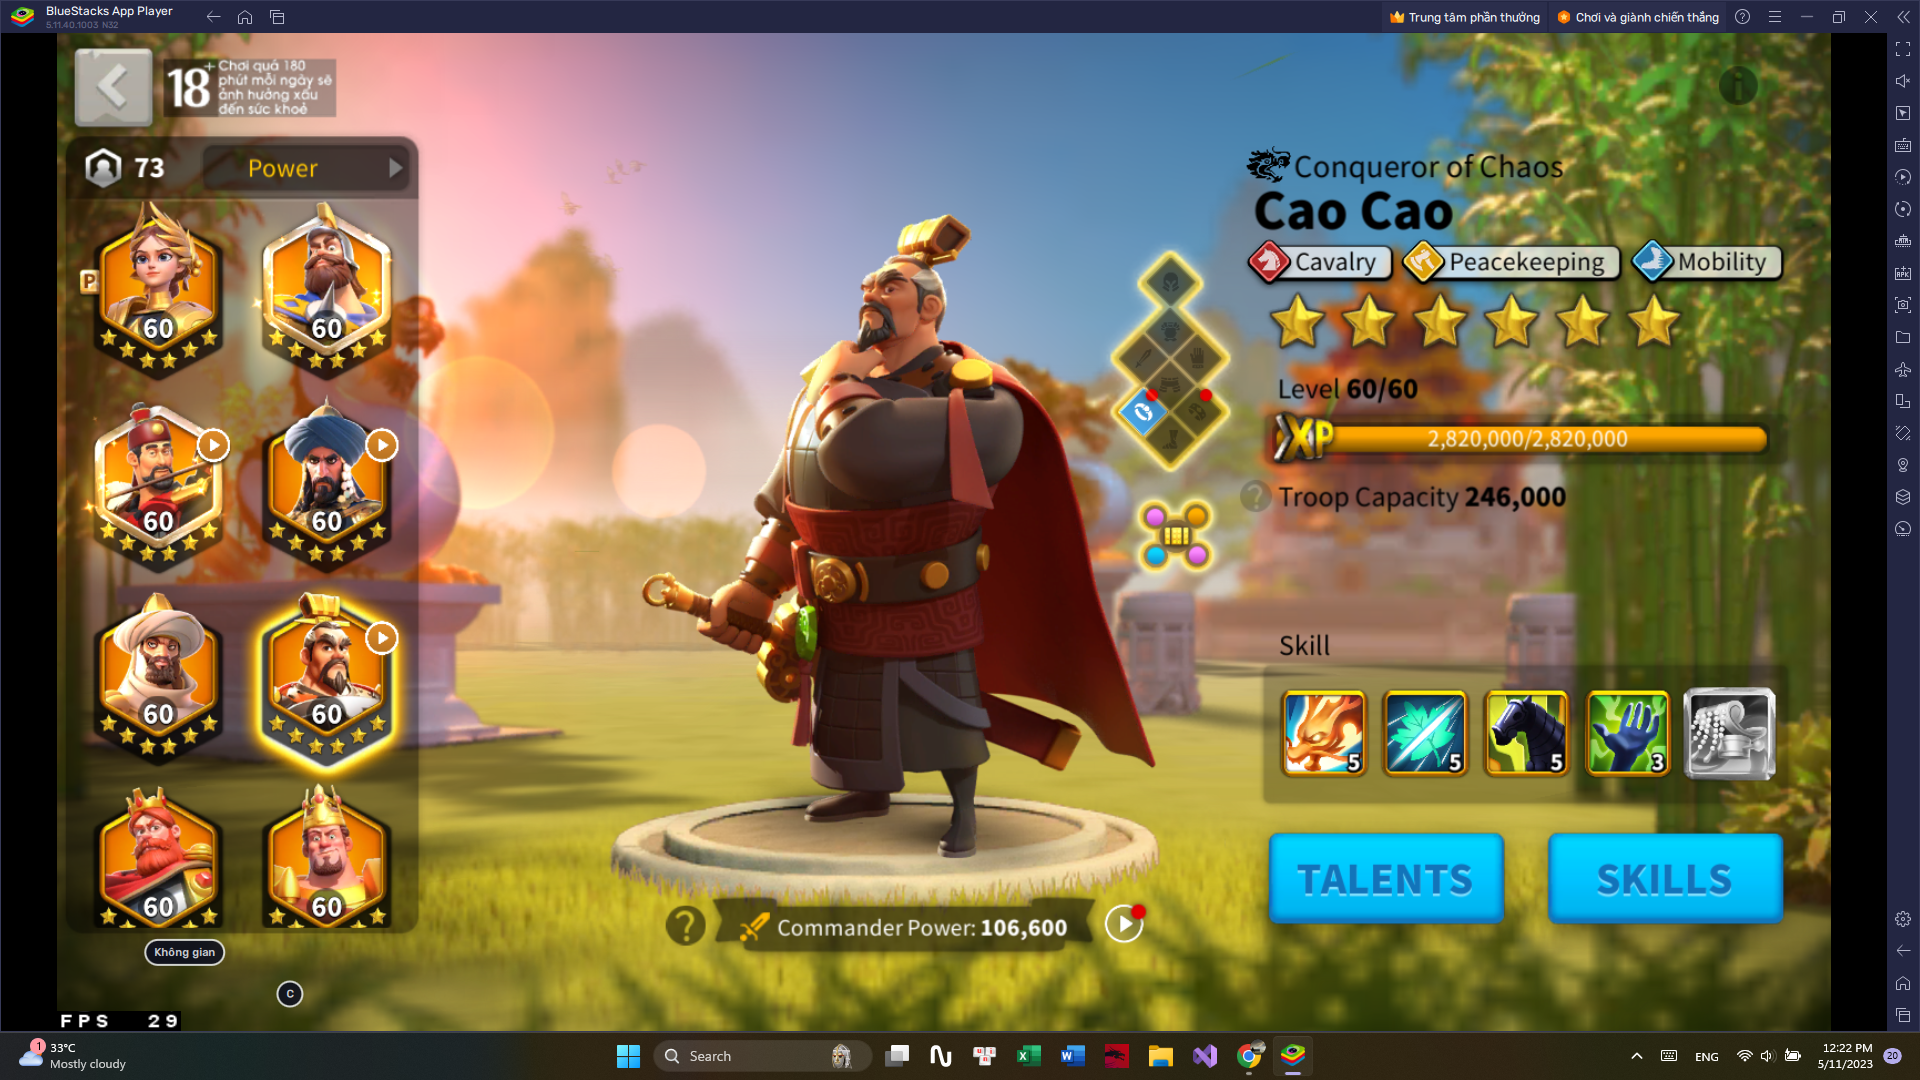 BlueStacks App Player
5.11.40.1003 N32
Trung tâm phần thưởng
Chơi và giành chiến thắng
18+
Chơi quá 180
phút mỗi ngày sẽ
ảnh hưởng xấu
đến sức khoẻ
73
Power
P
60
60
60
60
60
60
60
60
Không gian
C
FPS 29
Conqueror of Chaos
Cao Cao
Cavalry
Peacekeeping
Mobility
Level 60/60
XP
2,820,000/2,820,000
Troop Capacity 246,000
Skill
5
5
5
3
TALENTS
SKILLS
Commander Power: 106,600
1
33°C
Mostly cloudy
Search
ENG
12:22 PM
5/11/2023
20